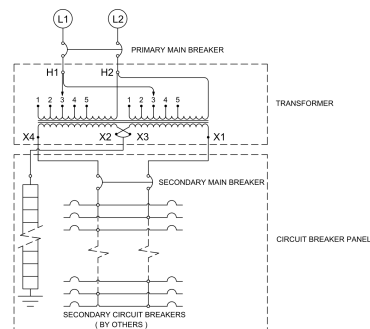 L1 L2
PRIMARY MAIN BREAKER
H1 H2
1 2 3 4 5 1 2 3 4 5
TRANSFORMER
X4 X2 X3 X1
SECONDARY MAIN BREAKER
CIRCUIT BREAKER PANEL
SECONDARY CIRCUIT BREAKERS
( BY OTHERS )